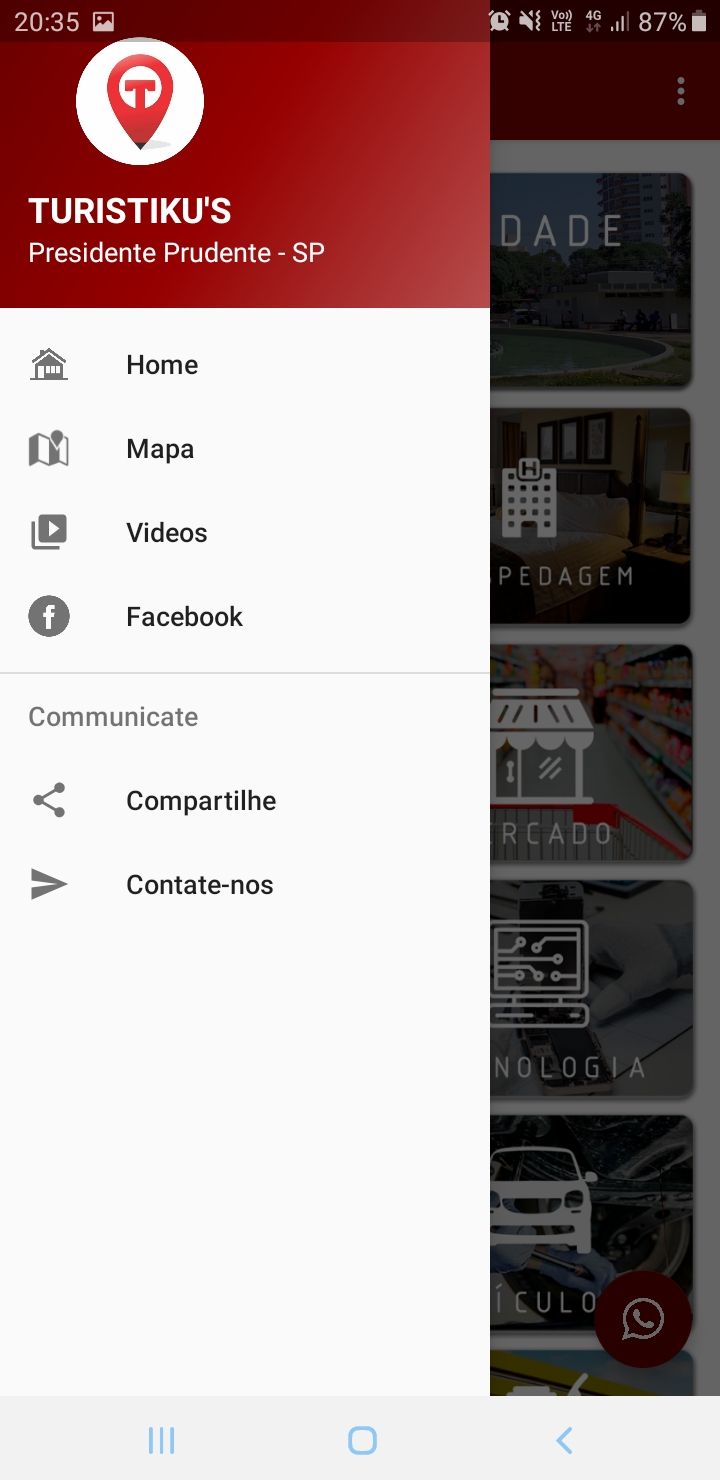 20:35
Vo))
LTE
4G
87%
T
TURISTIKU'S
Presidente Prudente - SP
Home
Mapa
Videos
Facebook
Communicate
Compartilhe
Contate-nos
DADE
H
PEDAGEM
RCADO
NOLOGIA
ÍCULO